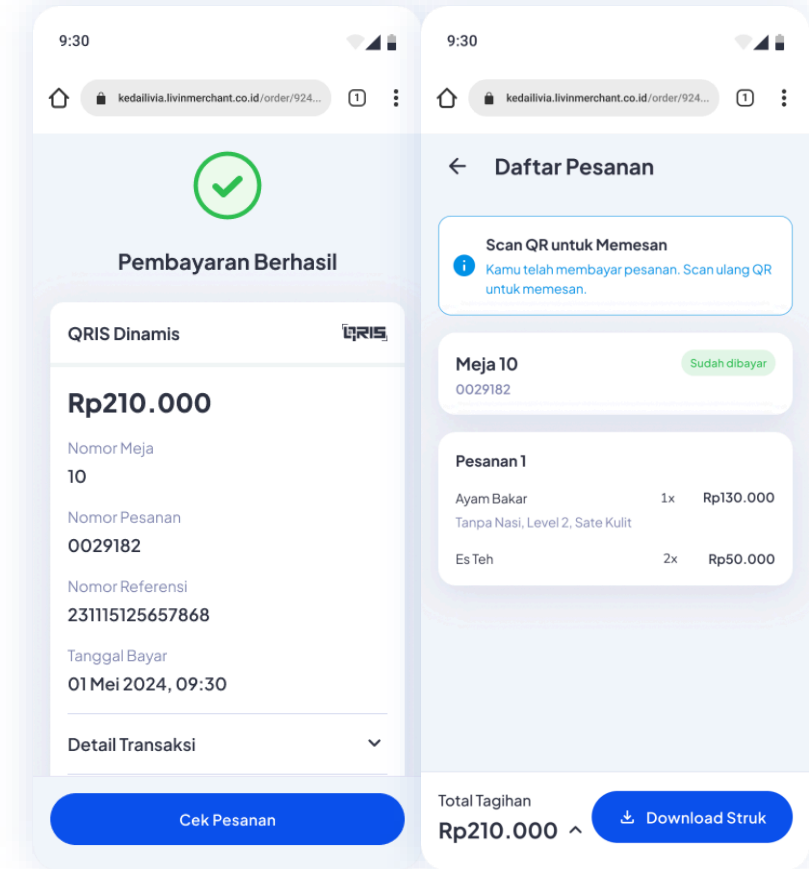 9:30
kedailivia.livinmerchant.co.id/order/924...
1
Pembayaran Berhasil
QRIS Dinamis
QRIS
Rp210.000
Nomor Meja
10
Nomor Pesanan
0029182
Nomor Referensi
231115125657868
Tanggal Bayar
01 Mei 2024, 09:30
Detail Transaksi
Cek Pesanan
9:30
kedailivia.livinmerchant.co.id/order/924...
1
Daftar Pesanan
Scan QR untuk Memesan
Kamu telah membayar pesanan. Scan ulang QR
untuk memesan.
Meja 10
Sudah dibayar
0029182
Pesanan 1
Ayam Bakar 1x Rp130.000
Tanpa Nasi, Level 2, Sate Kulit
Es Teh 2x Rp50.000
Total Tagihan
Rp210.000
Download Struk